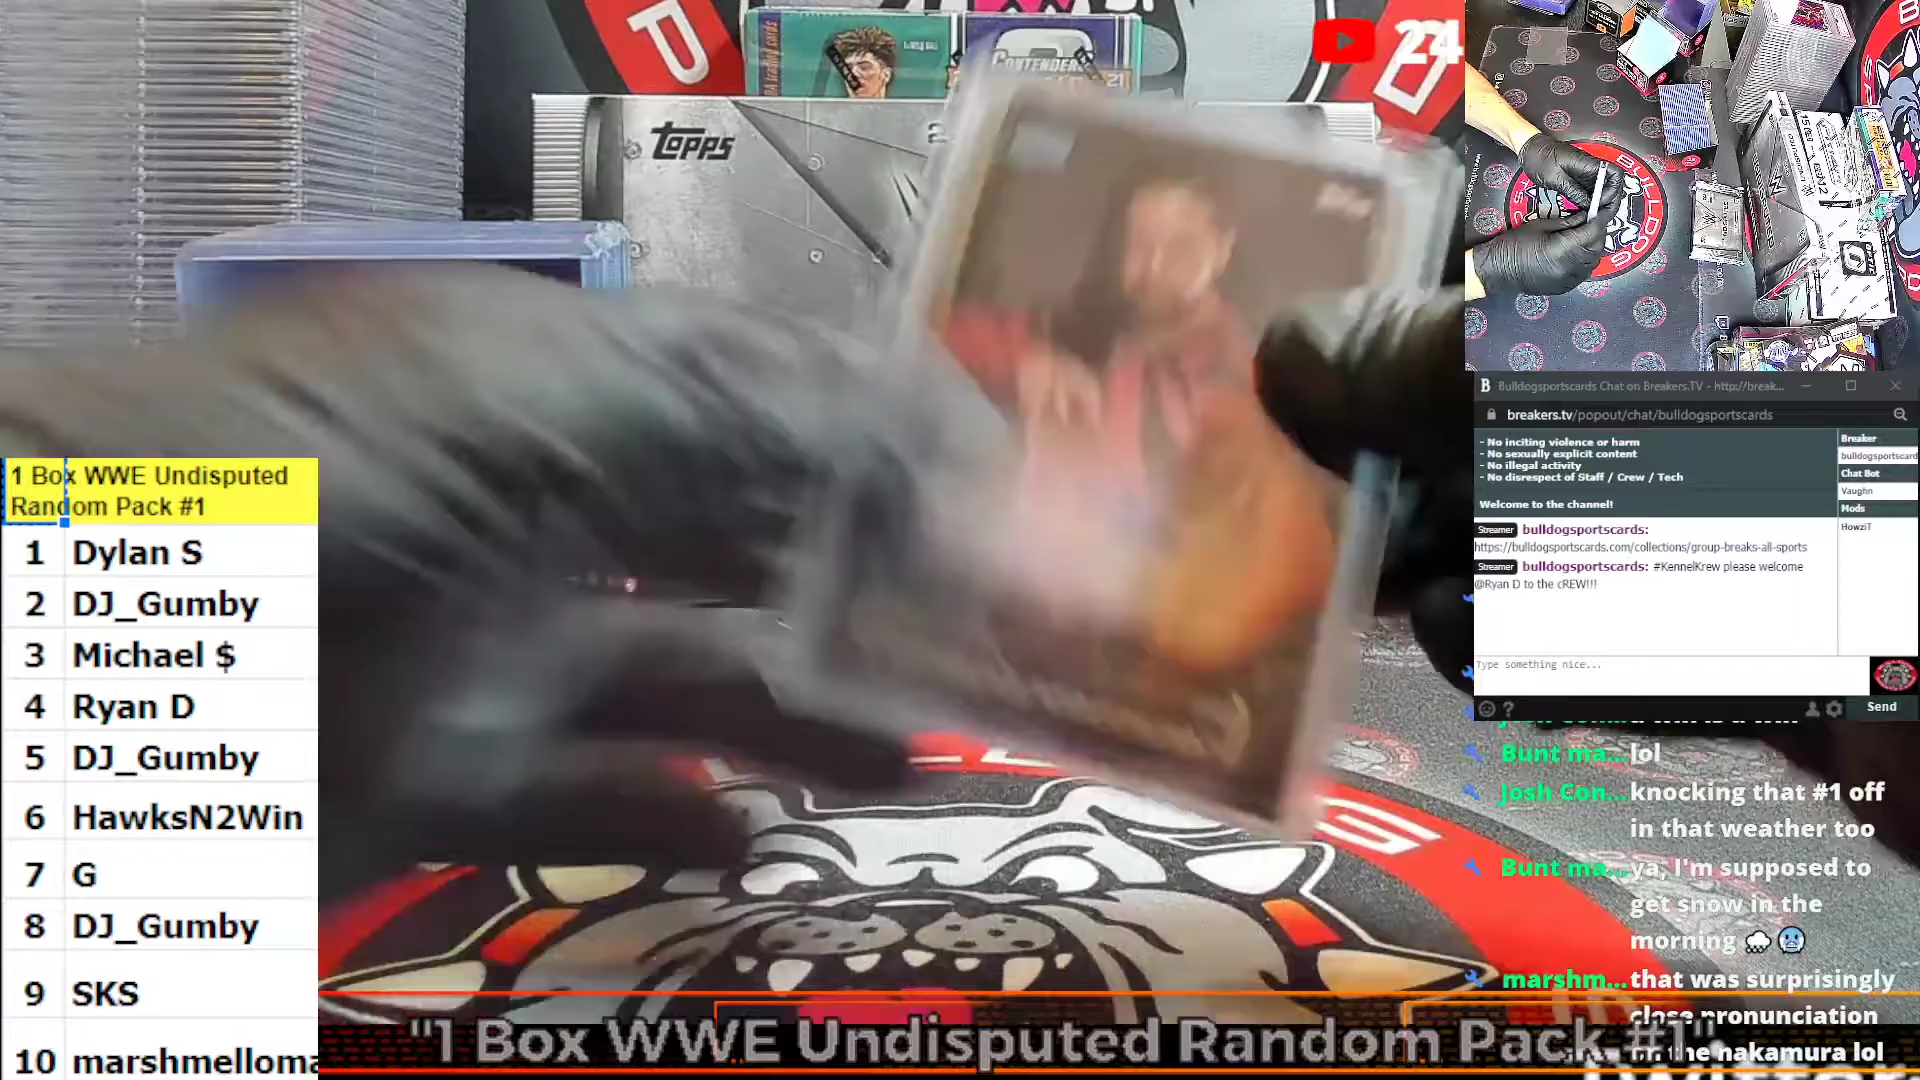 1 Box WWE Undisputed
Random Pack #1
1 Dylan S
2 DJ_Gumby
3 Michael $
4 Ryan D
5 DJ_Gumby
6 HawksN2Win
7 G
8 DJ_Gumby
9 SKS
10 marshmelloma
TOPPS
CONTENDERS
21
24
Bulldogsportscards Chat on Breakers.TV - http://break...
breakers.tv/popout/chat/bulldogsportscards
- No inciting violence or harm
- No sexually explicit content
- No illegal activity
- No disrespect of Staff / Crew / Tech
Welcome to the channel!
Streamer bulldogsportscards:
https://bulldogsportscards.com/collections/group-breaks-all-sports
Streamer bulldogsportscards: #KennelKrew please welcome
@Ryan D to the cREW!!!
Breaker
bulldogsportscard
Chat Bot
Vaughn
Mods
HowziT
Type something nice...
Send
Bunt ma... lol
Josh Con... knocking that #1 off
in that weather too
Bunt ma... ya, I'm supposed to
get snow in the
morning 🌨🥶
marshm... that was surprisingly
close pronunciation
the nakamura lol
"1 Box WWE Undisputed Random Pack #1"